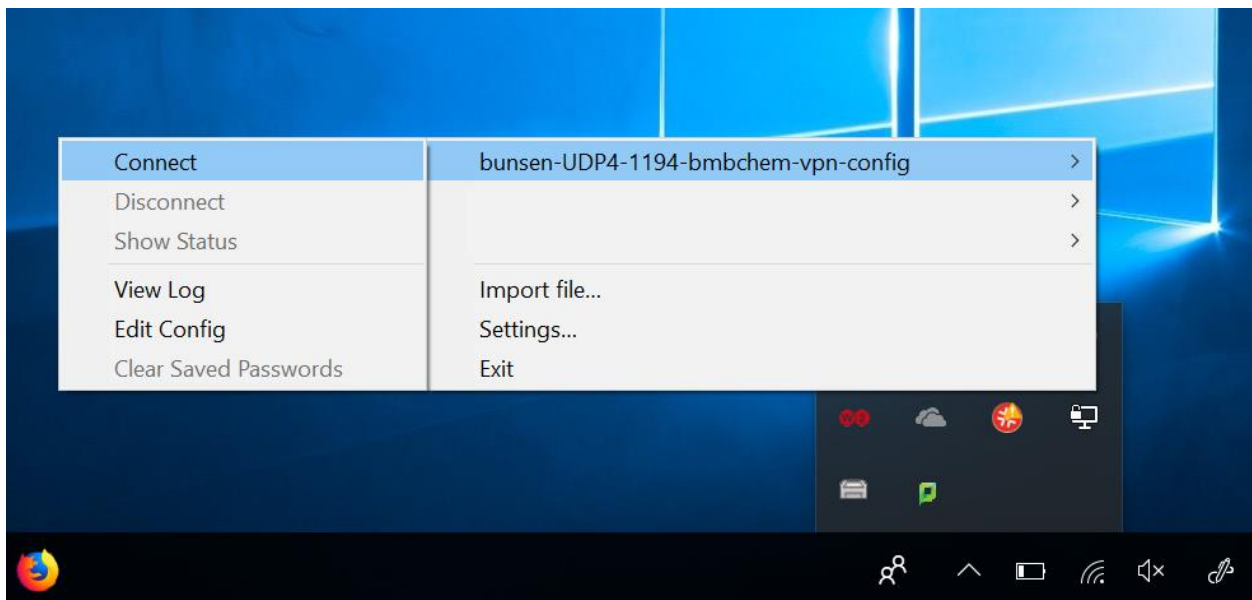 Connect
Disconnect
Show Status
View Log
Edit Config
Clear Saved Passwords
bunsen-UDP4-1194-bmbchem-vpn-config
Import file...
Settings...
Exit